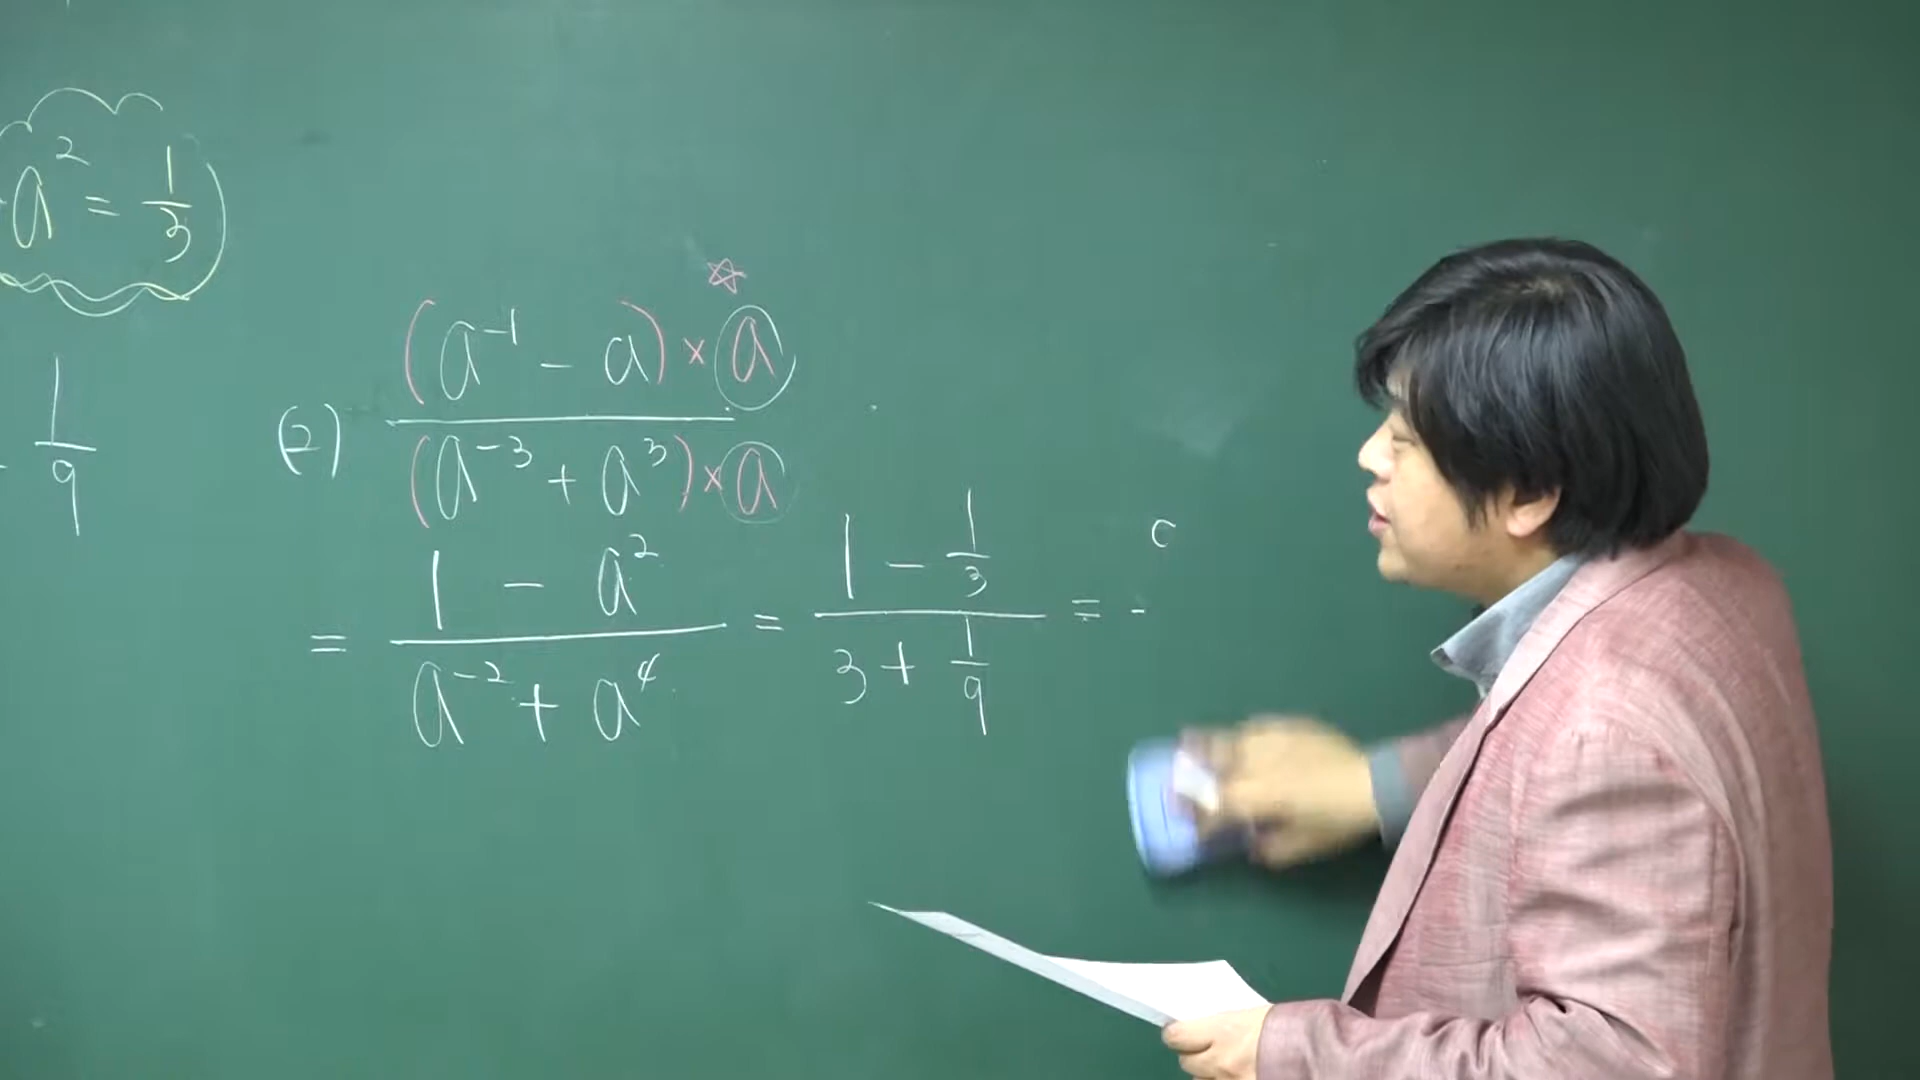 a² = 1/3
1/9
☆
(2) (a⁻¹ - a) × a / (a⁻³ + a³) × a
= 1 - a² / a⁻² + a⁴ = 1 - 1/3 / 3 + 1/9 =